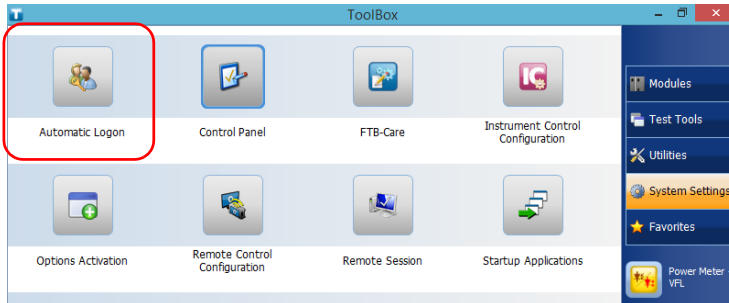 ToolBox
Automatic Logon
Control Panel
FTB-Care
Instrument Control
Configuration
Options Activation
Remote Control
Configuration
Remote Session
Startup Applications
Modules
Test Tools
Utilities
System Settings
Favorites
Power Meter -
VFL